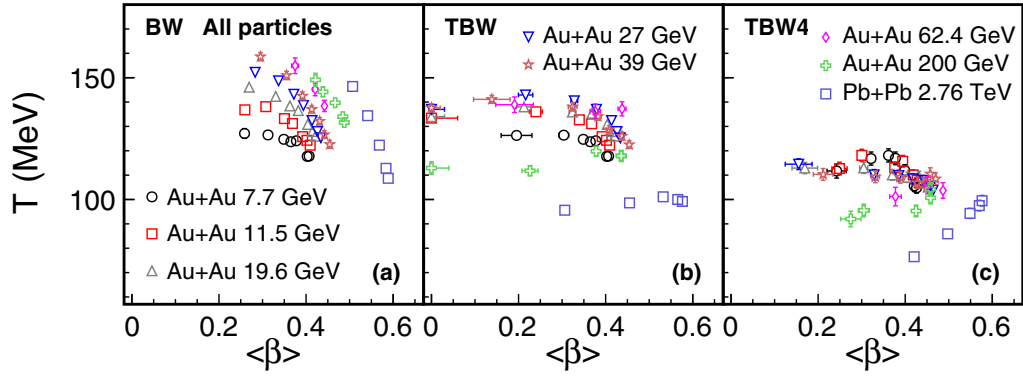 BW All particles
TBW
TBW4
Au+Au 27 GeV
Au+Au 39 GeV
Au+Au 62.4 GeV
Au+Au 200 GeV
Pb+Pb 2.76 TeV
T (MeV)
150
100
Au+Au 7.7 GeV
Au+Au 11.5 GeV
Au+Au 19.6 GeV
(a)
(b)
(c)
0 0.2 0.4 0.6
0 0.2 0.4 0.6
0 0.2 0.4 0.6
<β>
<β>
<β>